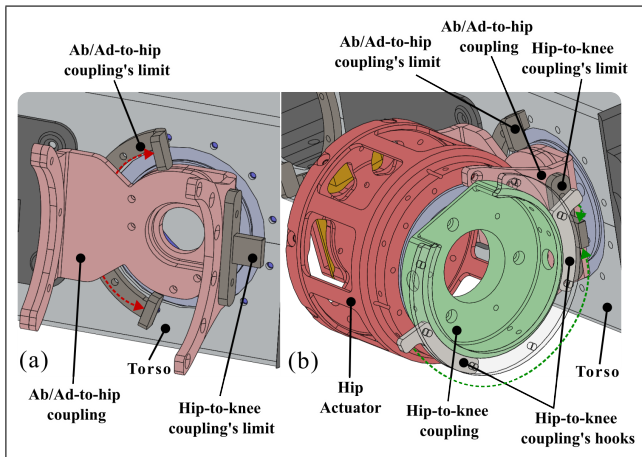 Ab/Ad-to-hip
coupling's limit
Ab/Ad-to-hip
coupling's limit
Ab/Ad-to-hip
coupling
Hip-to-knee
coupling's limit
(a)
Torso
Ab/Ad-to-hip
coupling
Hip-to-knee
coupling's limit
(b)
Hip
Actuator
Hip-to-knee
coupling
Torso
Hip-to-knee
coupling's hooks